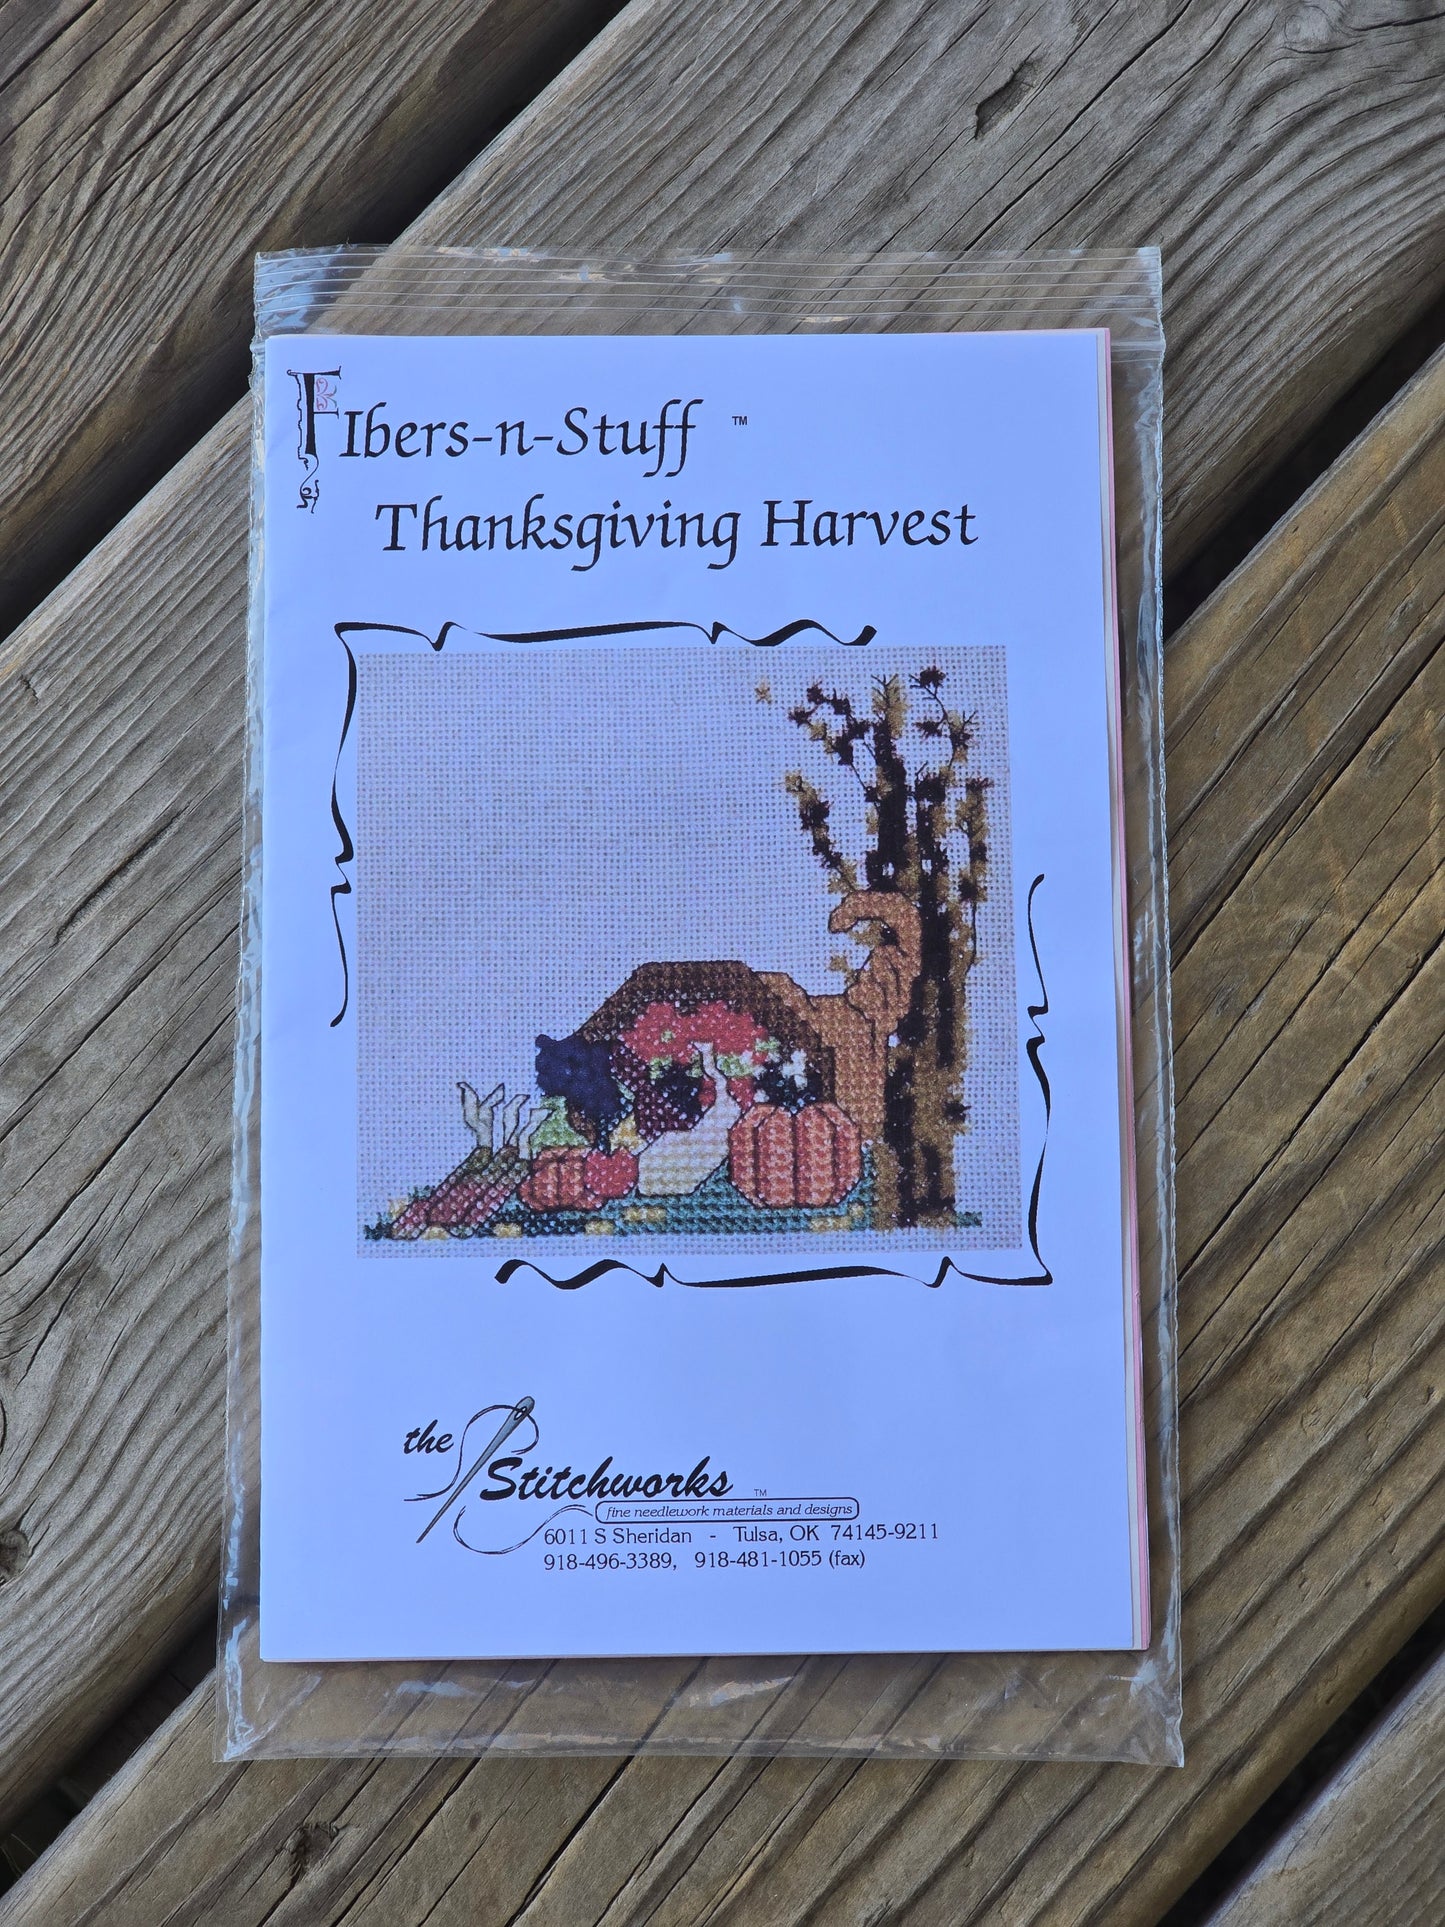 FIbers-n-Stuff ™
Thanksgiving Harvest
the
Stitchworks ™
fine needlework materials and designs
6011 S Sheridan - Tulsa, OK 74145-9211
918-496-3389, 918-481-1055 (fax)